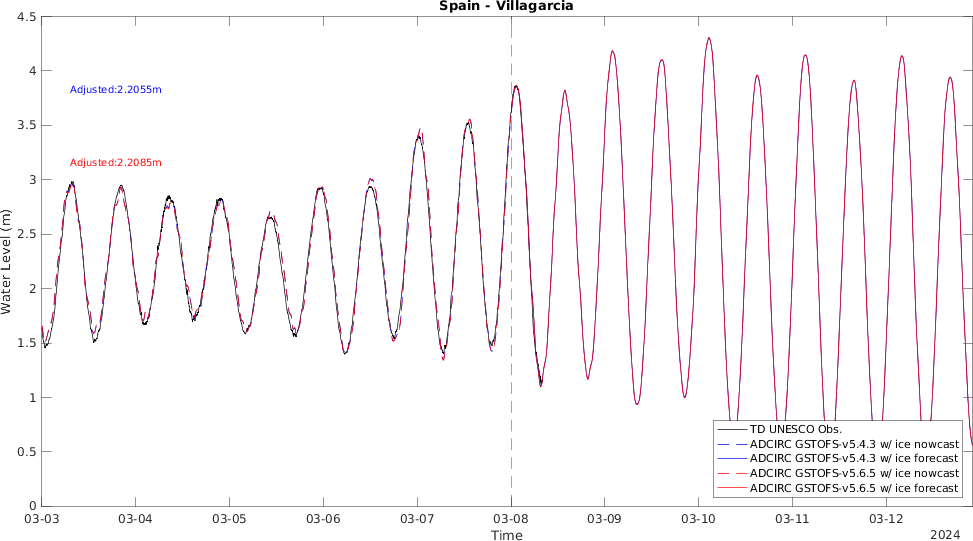 Spain - Villagarcia
4.5
4
3.5
3
2.5
2
1.5
1
0.5
0
Water Level (m)
Adjusted:2.2055m
Adjusted:2.2085m
TD UNESCO Obs.
ADCIRC GSTOFS-v5.4.3 w/ ice nowcast
ADCIRC GSTOFS-v5.4.3 w/ ice forecast
ADCIRC GSTOFS-v5.6.5 w/ ice nowcast
ADCIRC GSTOFS-v5.6.5 w/ ice forecast
03-03 03-04 03-05 03-06 03-07 03-08 03-09 03-10 03-11 03-12
Time
2024